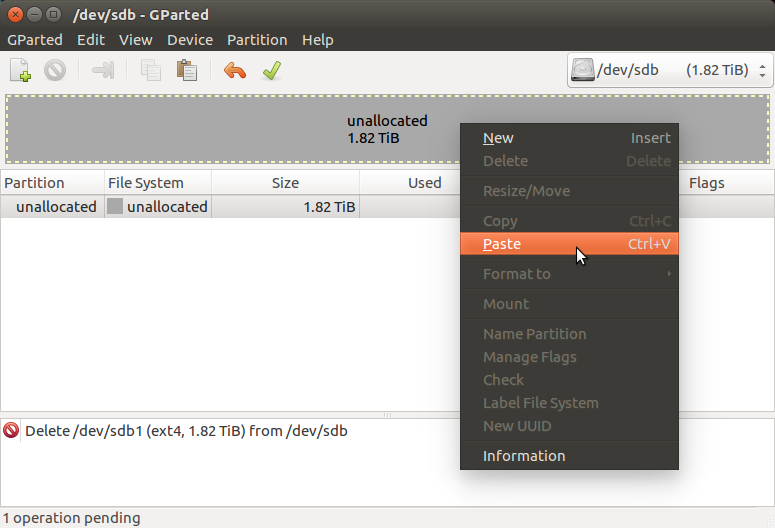 /dev/sdb - GParted
GParted Edit View Device Partition Help
/dev/sdb (1.82 TiB)
unallocated
1.82 TiB
Partition File System Size Used Flags
unallocated unallocated 1.82 TiB
New Insert
Delete Delete
Resize/Move
Copy Ctrl+C
Paste Ctrl+V
Format to
Mount
Name Partition
Manage Flags
Check
Label File System
New UUID
Information
Delete /dev/sdb1 (ext4, 1.82 TiB) from /dev/sdb
1 operation pending